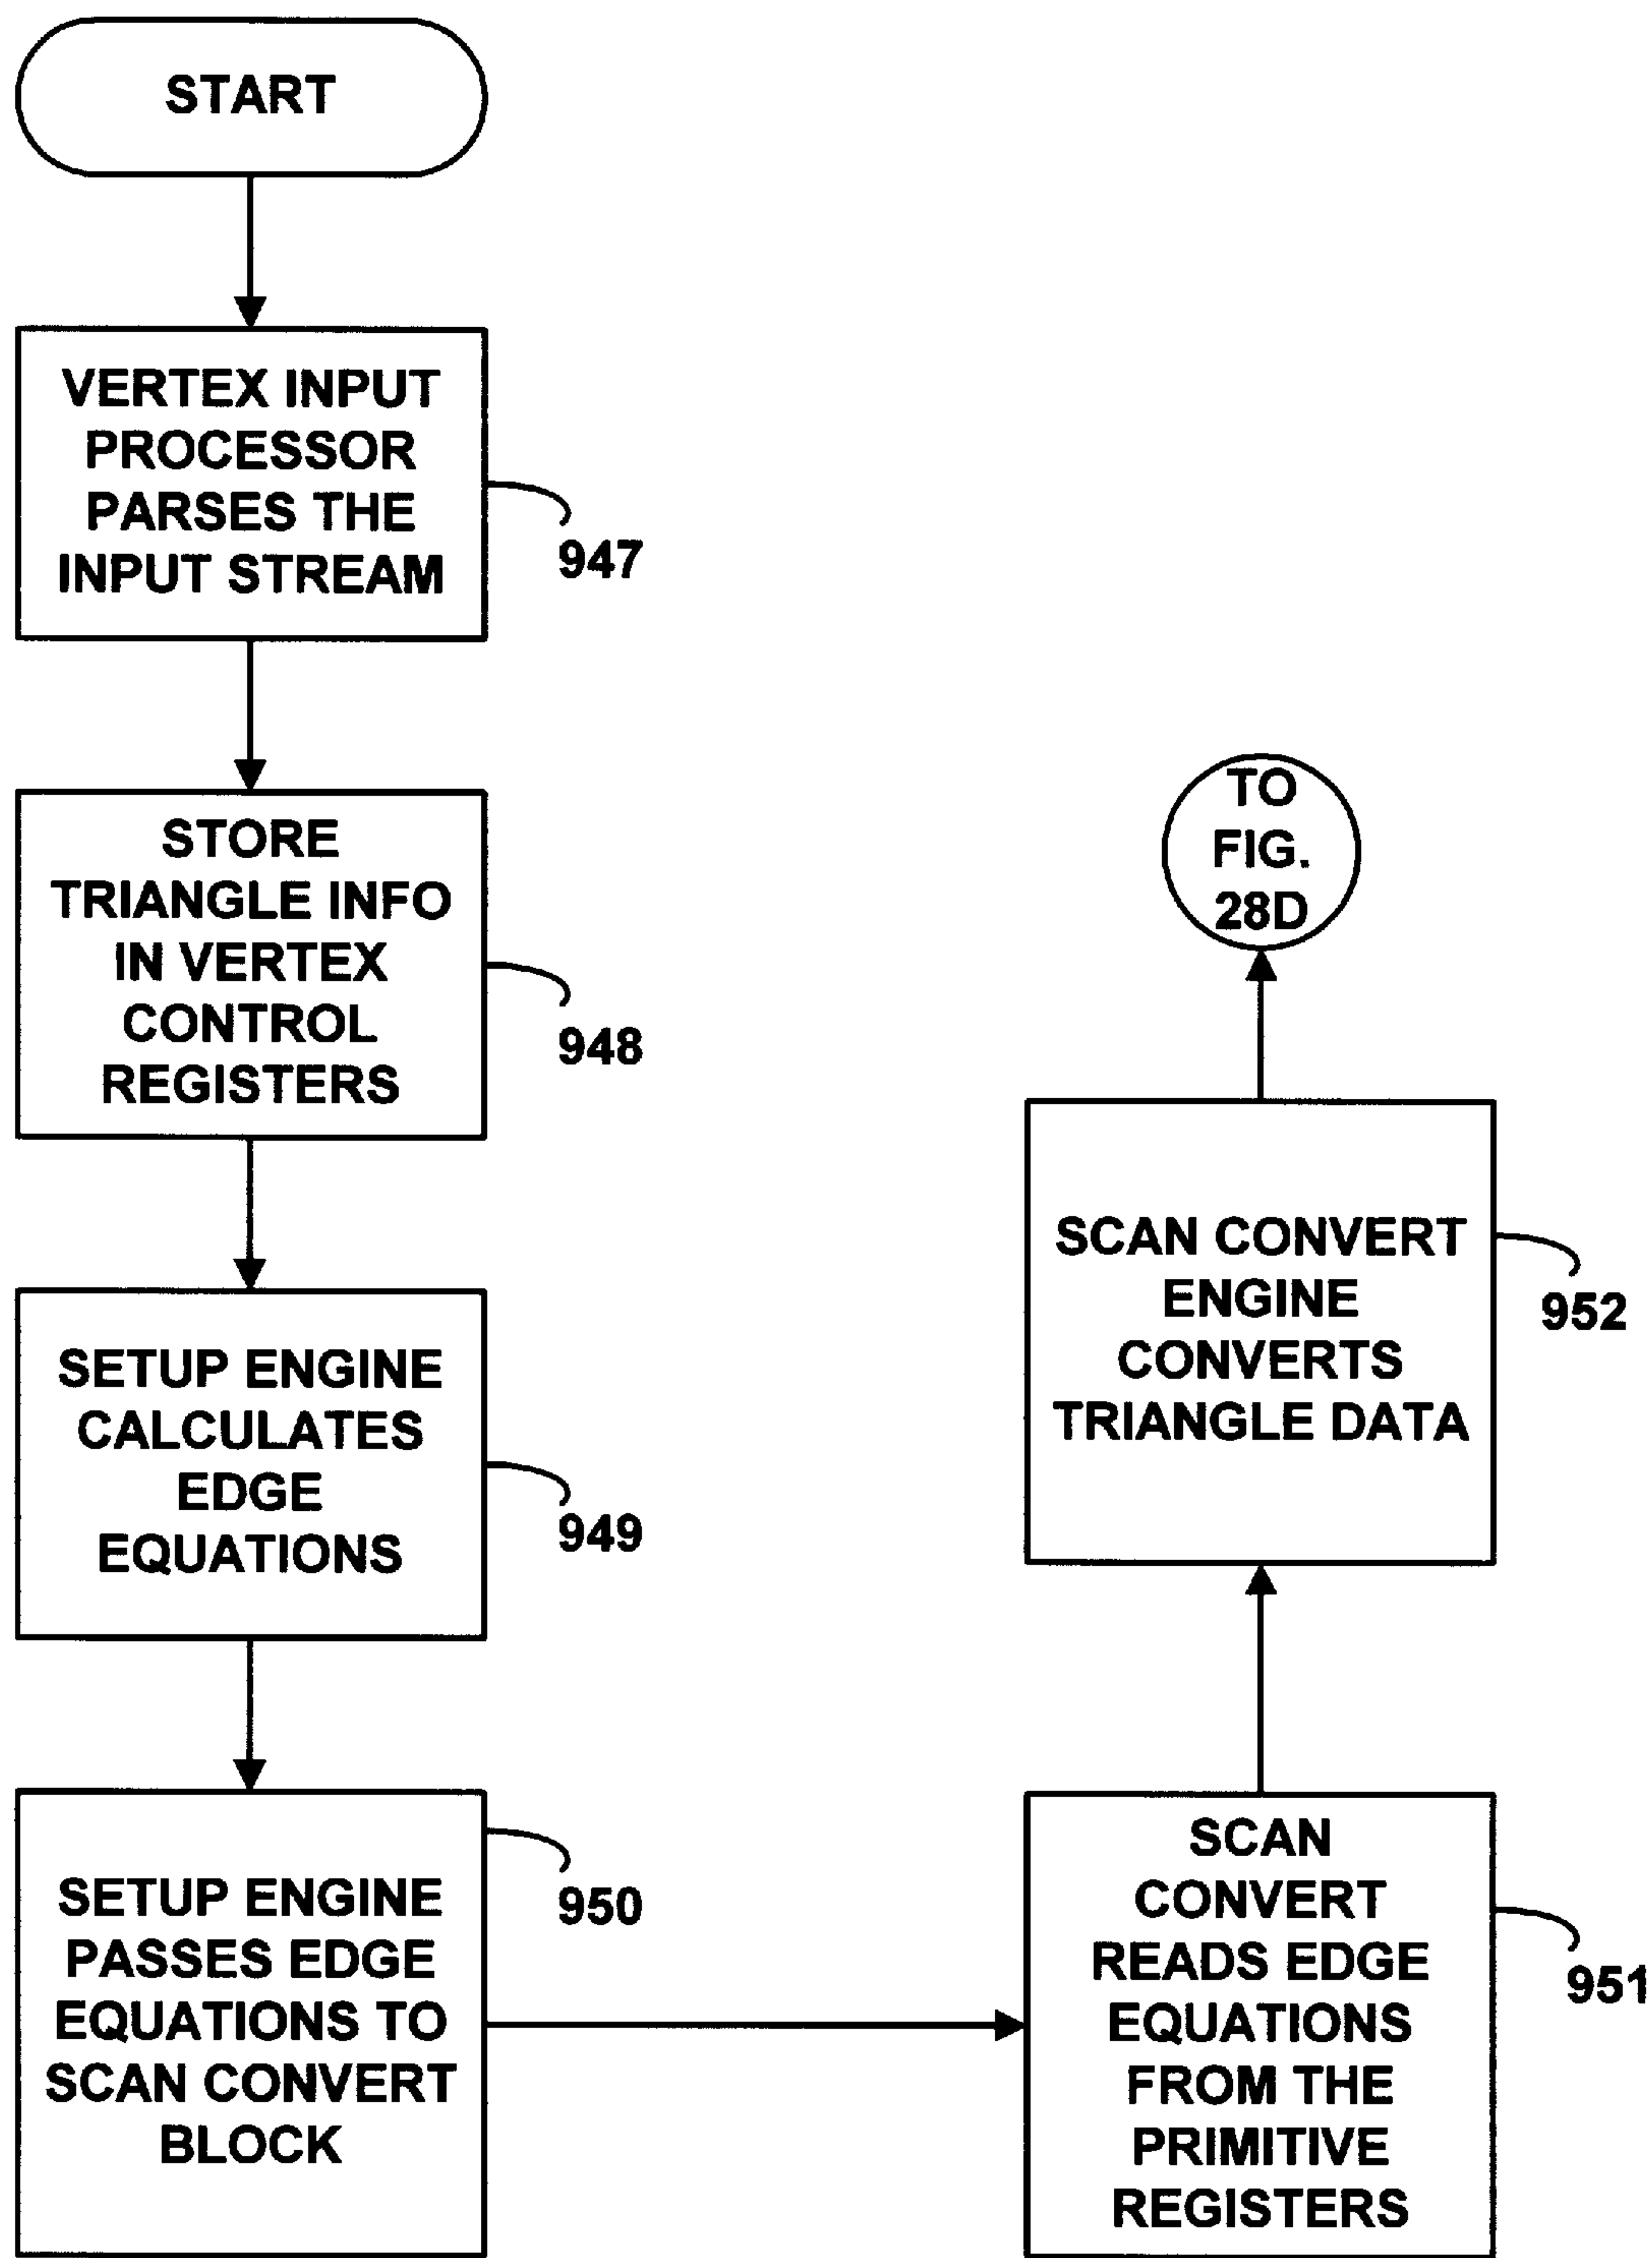 START
VERTEX INPUT
PROCESSOR
PARSES THE
INPUT STREAM
947
STORE
TRIANGLE INFO
IN VERTEX
CONTROL
REGISTERS
948
SETUP ENGINE
CALCULATES
EDGE
EQUATIONS
949
SETUP ENGINE
PASSES EDGE
EQUATIONS TO
SCAN CONVERT
BLOCK
950
SCAN
CONVERT
READS EDGE
EQUATIONS
FROM THE
PRIMITIVE
REGISTERS
951
SCAN CONVERT
ENGINE
CONVERTS
TRIANGLE DATA
952
TO
FIG.
28D